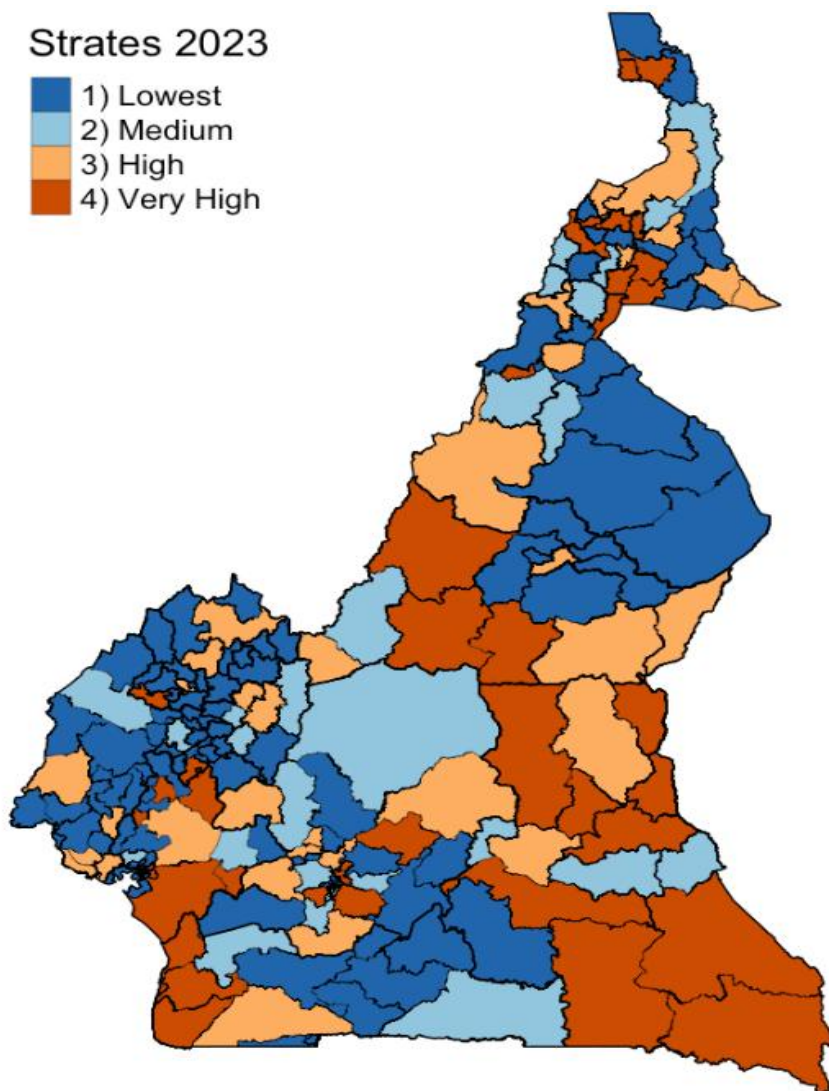 Strates 2023
1) Lowest
2) Medium
3) High
4) Very High